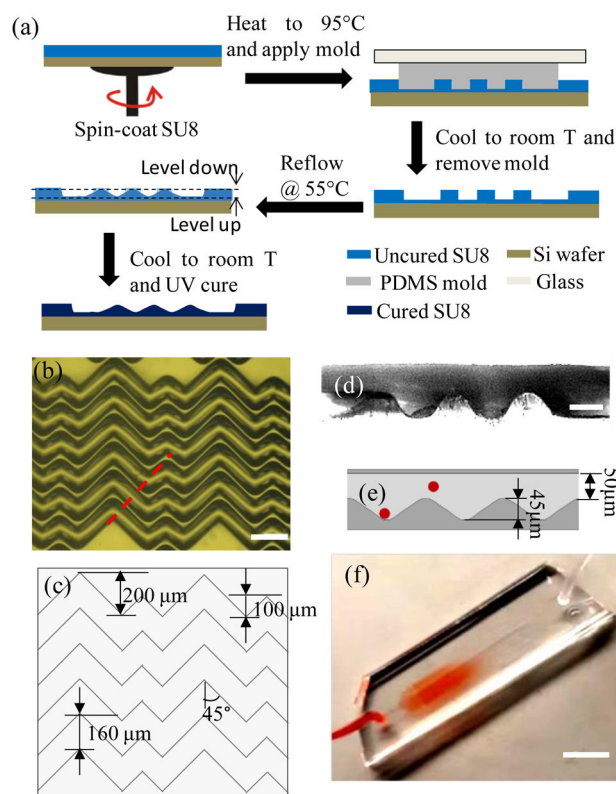 (a)
Heat to 95°C
and apply mold
Spin-coat SU8
Cool to room T and
remove mold
Level down
Reflow
@ 55°C
Level up
Cool to room T
and UV cure
Uncured SU8
Si wafer
PDMS mold
Glass
Cured SU8
(b)
(d)
(e)
45μm
50μm
(c)
200 μm
100 μm
45°
160 μm
(f)